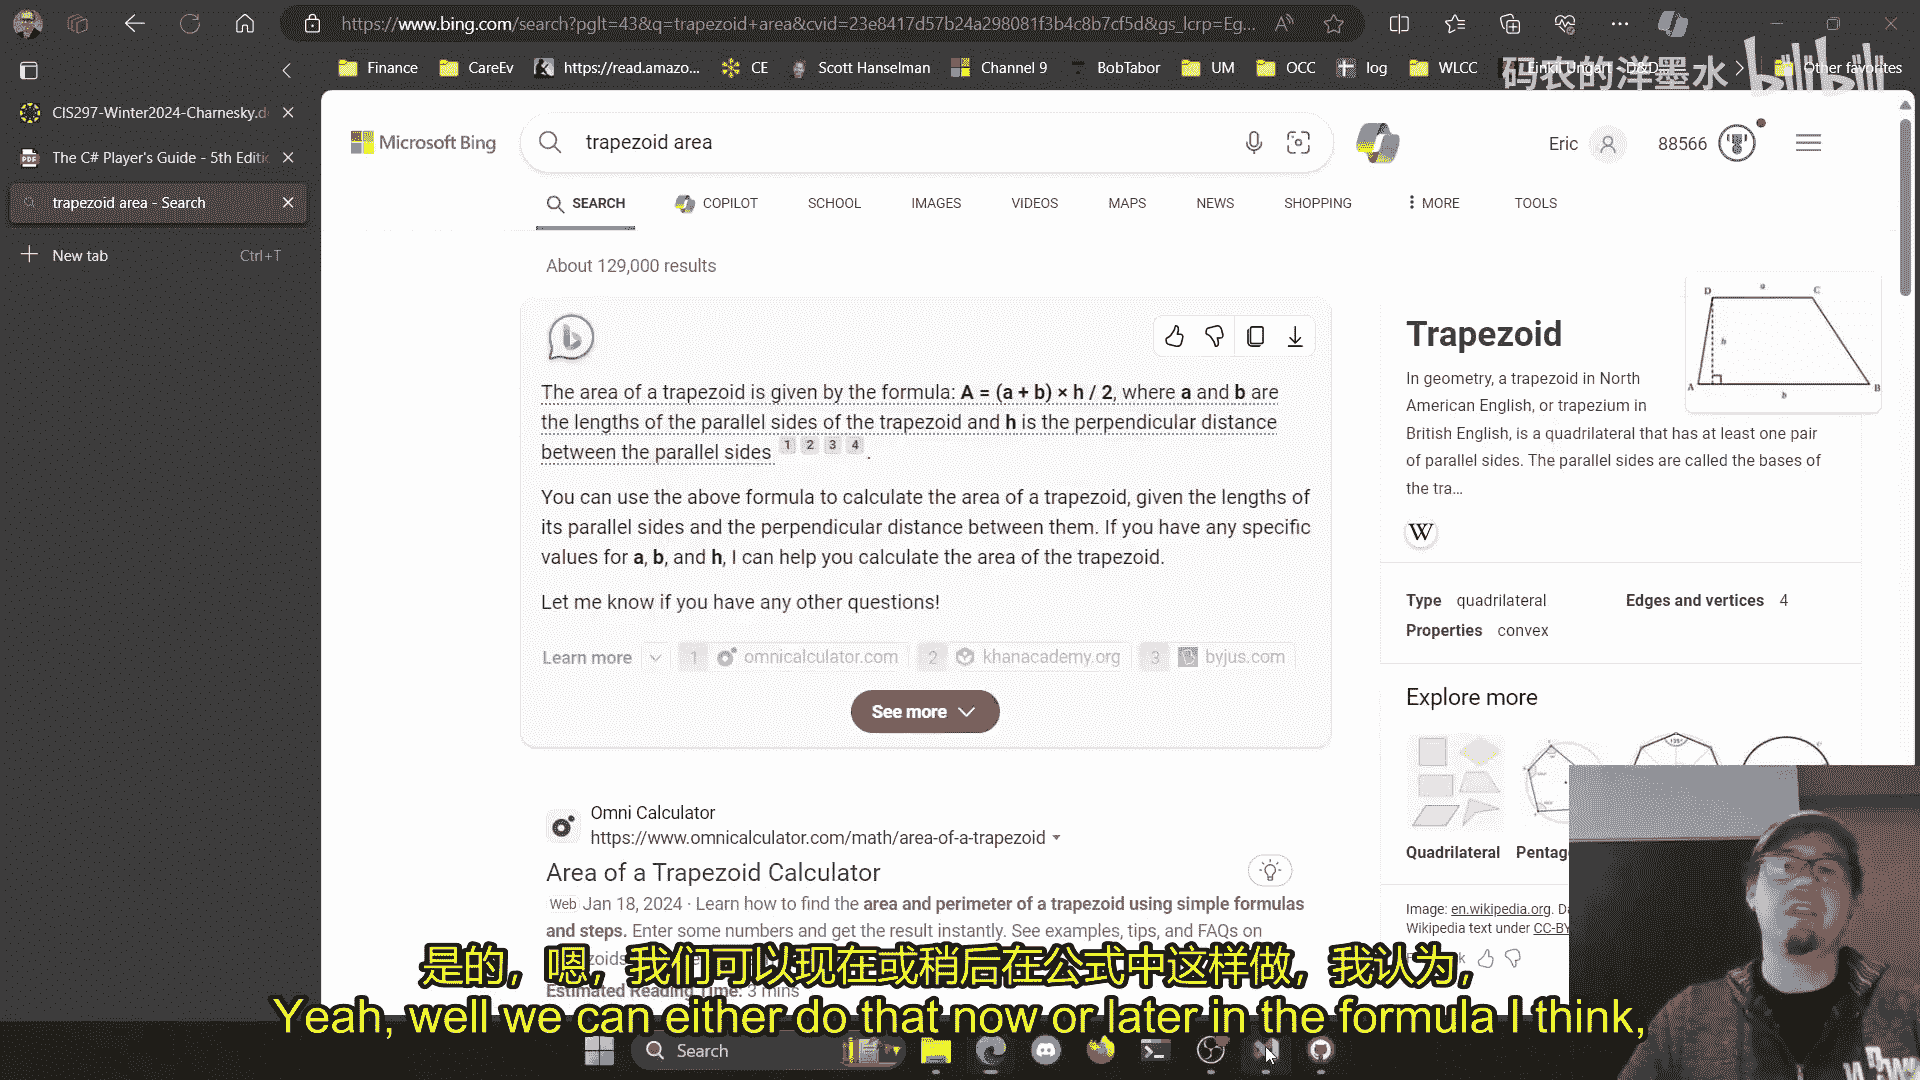 https://www.bing.com/search?pglt=43&q=trapezoid+area&cvid=23e8417d57b24a298081f3b4c8b7cf5d&gs_lcrp=Eg...
Finance
CareEv
https://read.amazo...
CE
Scott Hanselman
Channel 9
BobTabor
UM
OCC
log
WLCC
Other favorites
码农的洋墨水
bilibili
CIS297-Winter2024-Charnesky.d
The C# Player's Guide - 5th Editi
trapezoid area - Search
New tab
Ctrl+T
Microsoft Bing
trapezoid area
Eric
88566
SEARCH
COPILOT
SCHOOL
IMAGES
VIDEOS
MAPS
NEWS
SHOPPING
MORE
TOOLS
About 129,000 results
The area of a trapezoid is given by the formula: A = (a + b) × h / 2, where a and b are
the lengths of the parallel sides of the trapezoid and h is the perpendicular distance
between the parallel sides 1 2 3 4 .
You can use the above formula to calculate the area of a trapezoid, given the lengths of
its parallel sides and the perpendicular distance between them. If you have any specific
values for a, b, and h, I can help you calculate the area of the trapezoid.
Let me know if you have any other questions!
Learn more
1 omnicalculator.com
2 khanacademy.org
3 byjus.com
See more
Omni Calculator
https://www.omnicalculator.com/math/area-of-a-trapezoid
Area of a Trapezoid Calculator
Web Jan 18, 2024 · Learn how to find the area and perimeter of a trapezoid using simple formulas
and steps. Enter some numbers and get the result instantly. See examples, tips, and FAQs on
Estimated Reading Time: 3 mins
Trapezoid
D a C
h
A b B
In geometry, a trapezoid in North
American English, or trapezium in
British English, is a quadrilateral that has at least one pair
of parallel sides. The parallel sides are called the bases of
the tra...
W
Type quadrilateral
Edges and vertices 4
Properties convex
Explore more
Quadrilateral
Pentag
Image: en.wikipedia.org. Da
Wikipedia text under CC-BY
是的，嗯，我们可以现在或稍后在公式中这样做，我认为，
Yeah, well we can either do that now or later in the formula I think,
Search